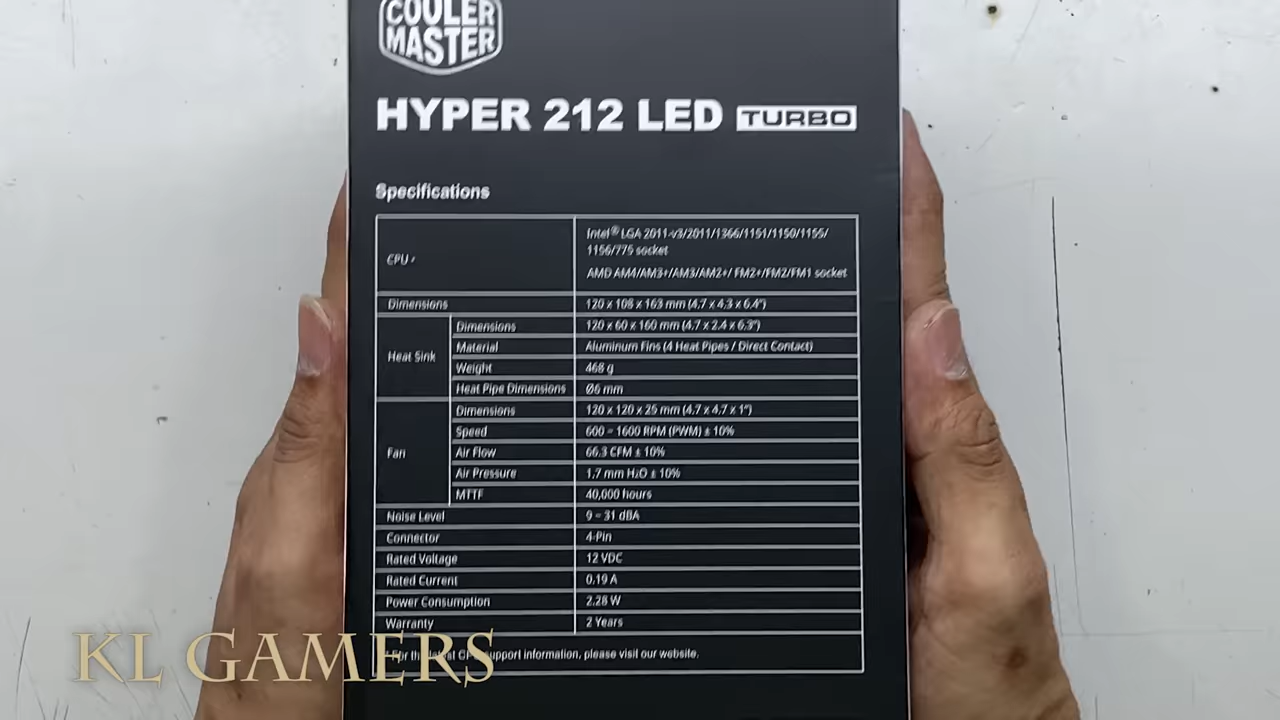 COOLER
MASTER
HYPER 212 LED TURBO
Specifications
CPU *
Intel® LGA 2011-v3/2011/1366/1151/1150/1155/
1156/775 socket
AMD AM4/AM3+/AM3/AM2+/ FM2+/FM2/FM1 socket
Dimensions 120 x 108 x 163 mm (4.7 x 4.3 x 6.4")
Heat Sink
Dimensions 120 x 60 x 160 mm (4.7 x 2.4 x 6.3")
Material Aluminum Fins (4 Heat Pipes / Direct Contact)
Weight 468 g
Heat Pipe Dimensions Ø6 mm
Fan
Dimensions 120 x 120 x 25 mm (4.7 x 4.7 x 1")
Speed 600 ~ 1600 RPM (PWM) ± 10%
Air Flow 66.3 CFM ± 10%
Air Pressure 1.7 mm H₂O ± 10%
MTTF 40,000 hours
Noise Level 9 ~ 31 dBA
Connector 4-Pin
Rated Voltage 12 VDC
Rated Current 0.19 A
Power Consumption 2.28 W
Warranty 2 Years
* For the latest CPU support information, please visit our website.
KL GAMERS